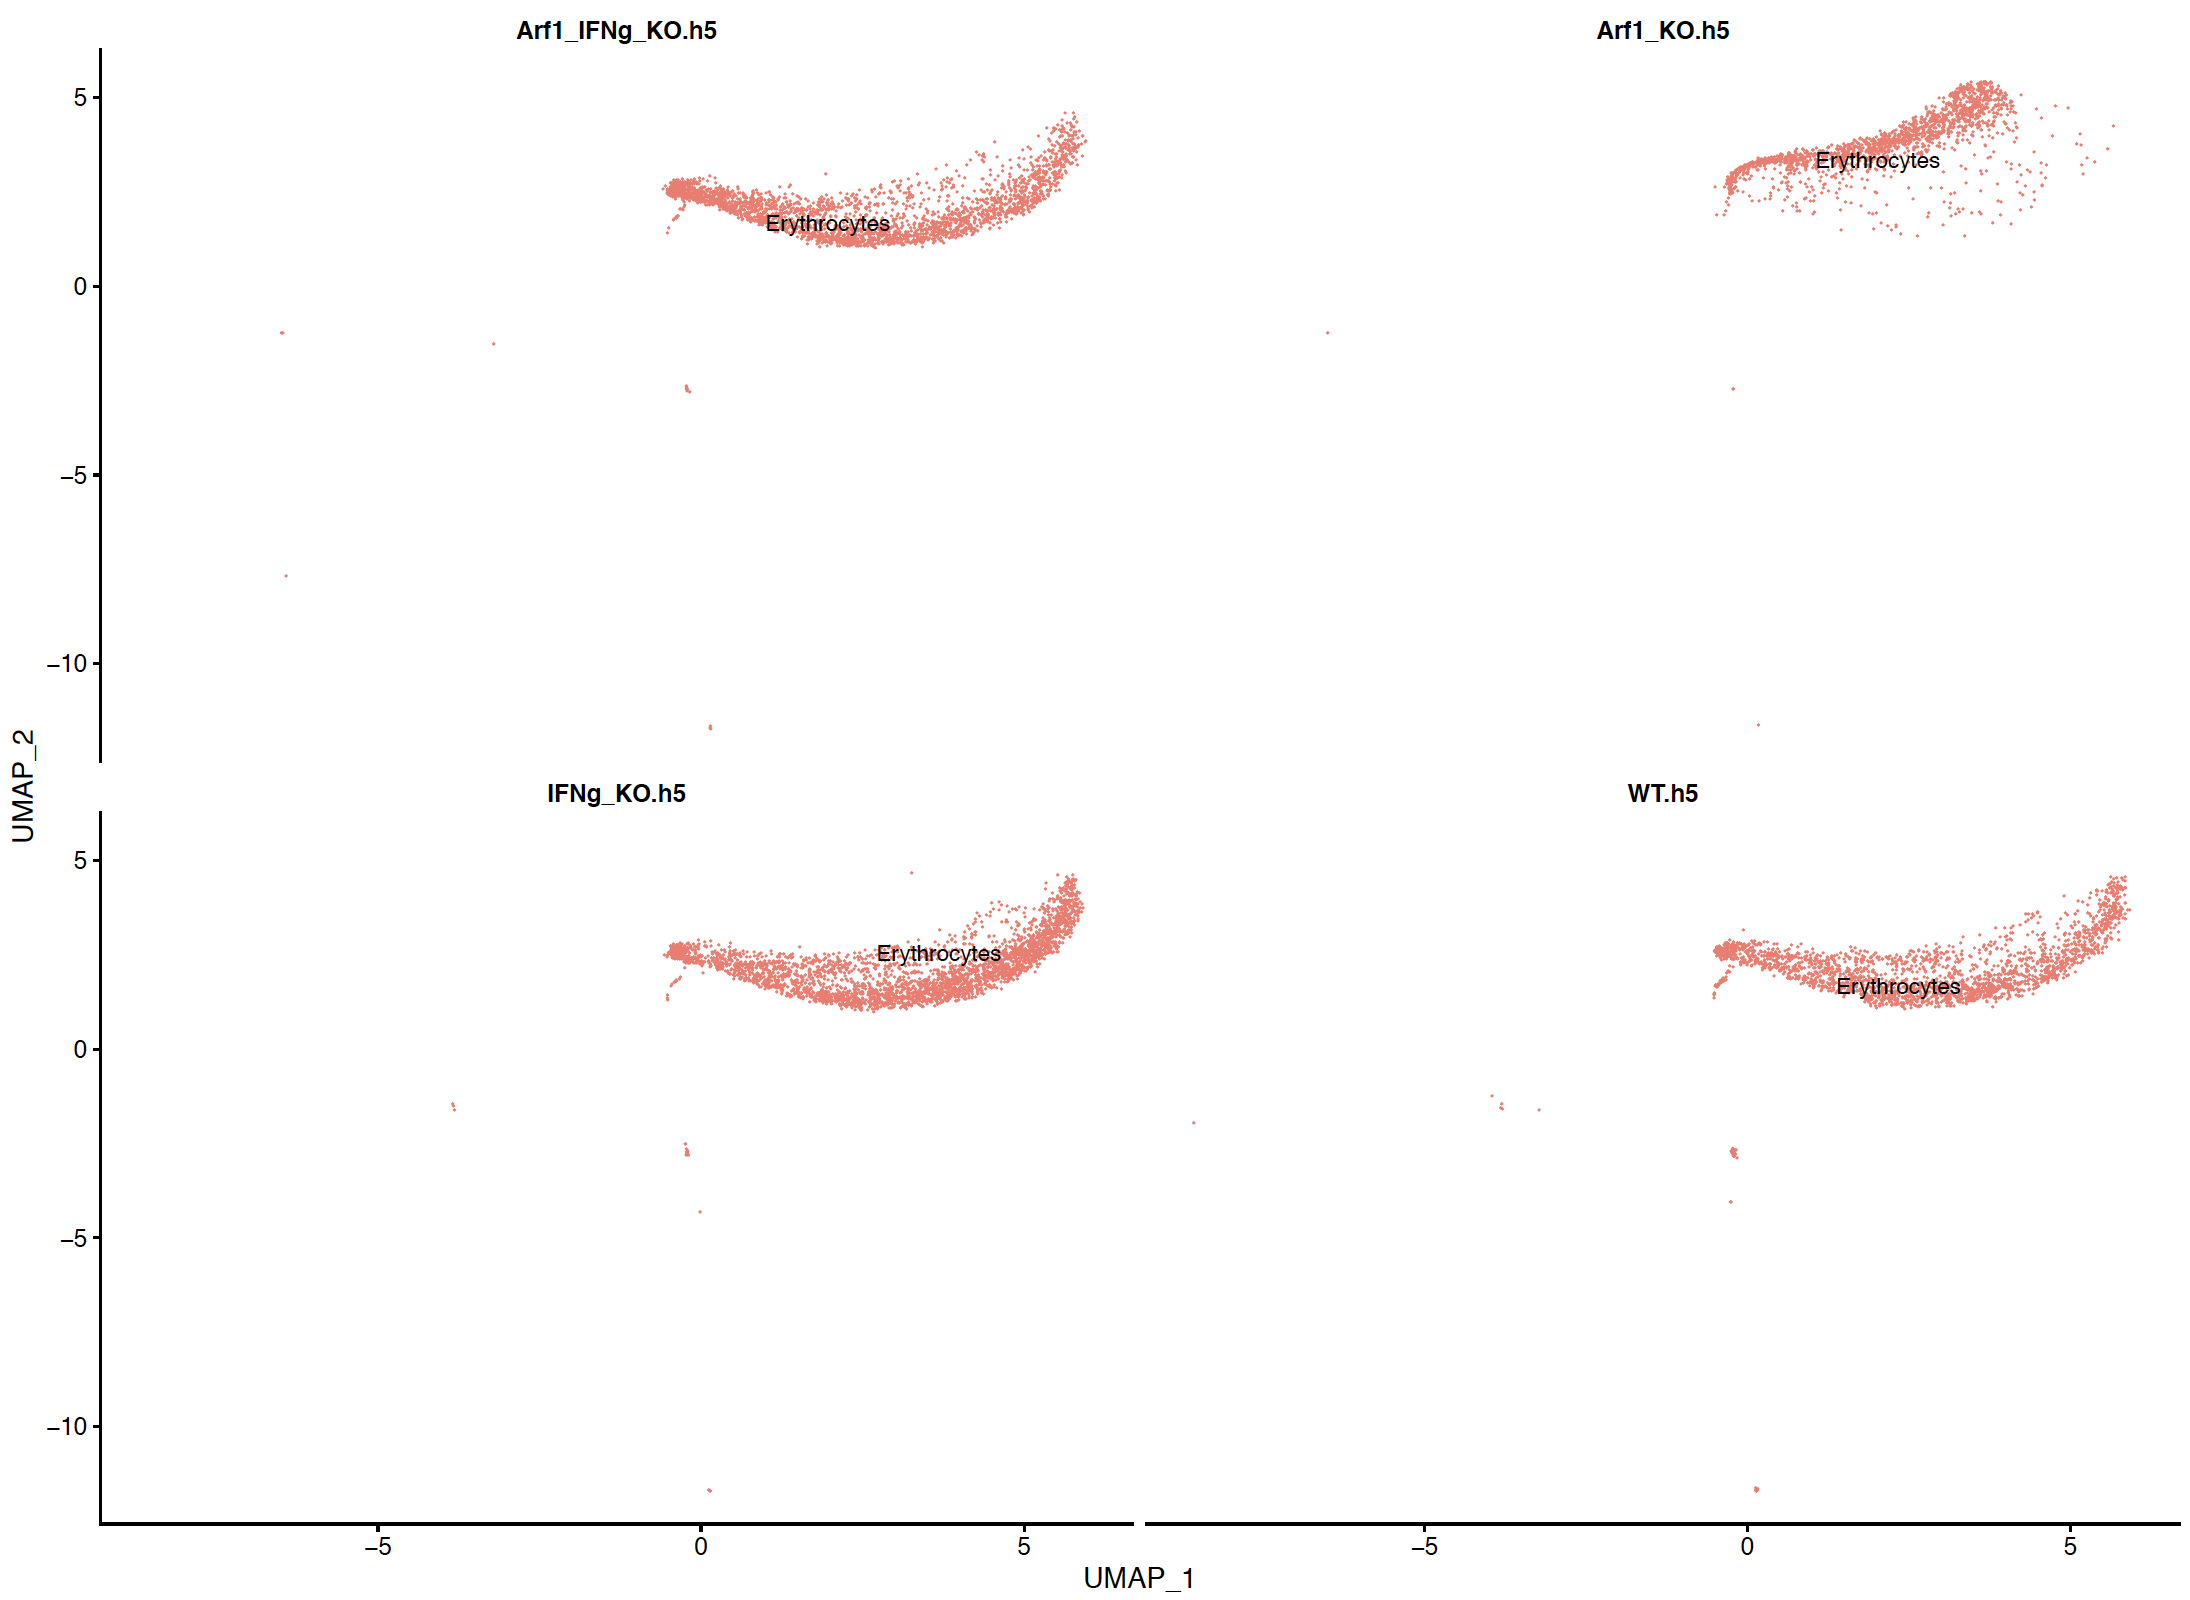 Arf1_IFNg_KO.h5
Arf1_KO.h5
5
0
−5
−10
Erythrocytes
Erythrocytes
IFNg_KO.h5
WT.h5
5
0
−5
−10
Erythrocytes
Erythrocytes
−5
0
5
−5
0
5
UMAP_1
UMAP_2